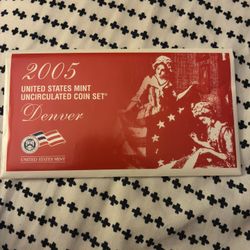 2005
UNITED STATES MINT
UNCIRCULATED COIN SET®
Denver
UNITED STATES MINT